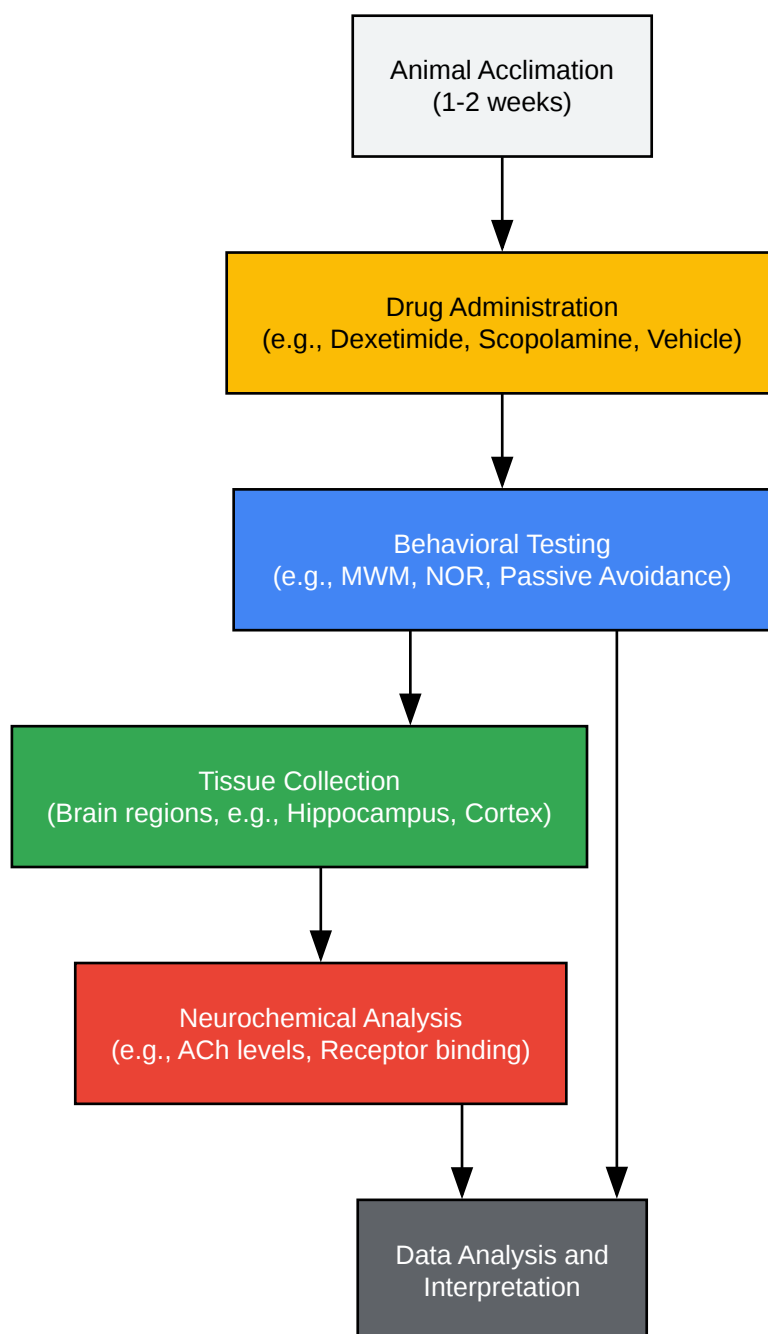 Animal Acclimation
(1-2 weeks)
Drug Administration
(e.g., Dexetimide, Scopolamine, Vehicle)
Behavioral Testing
(e.g., MWM, NOR, Passive Avoidance)
Tissue Collection
(Brain regions, e.g., Hippocampus, Cortex)
Neurochemical Analysis
(e.g., ACh levels, Receptor binding)
Data Analysis and
Interpretation